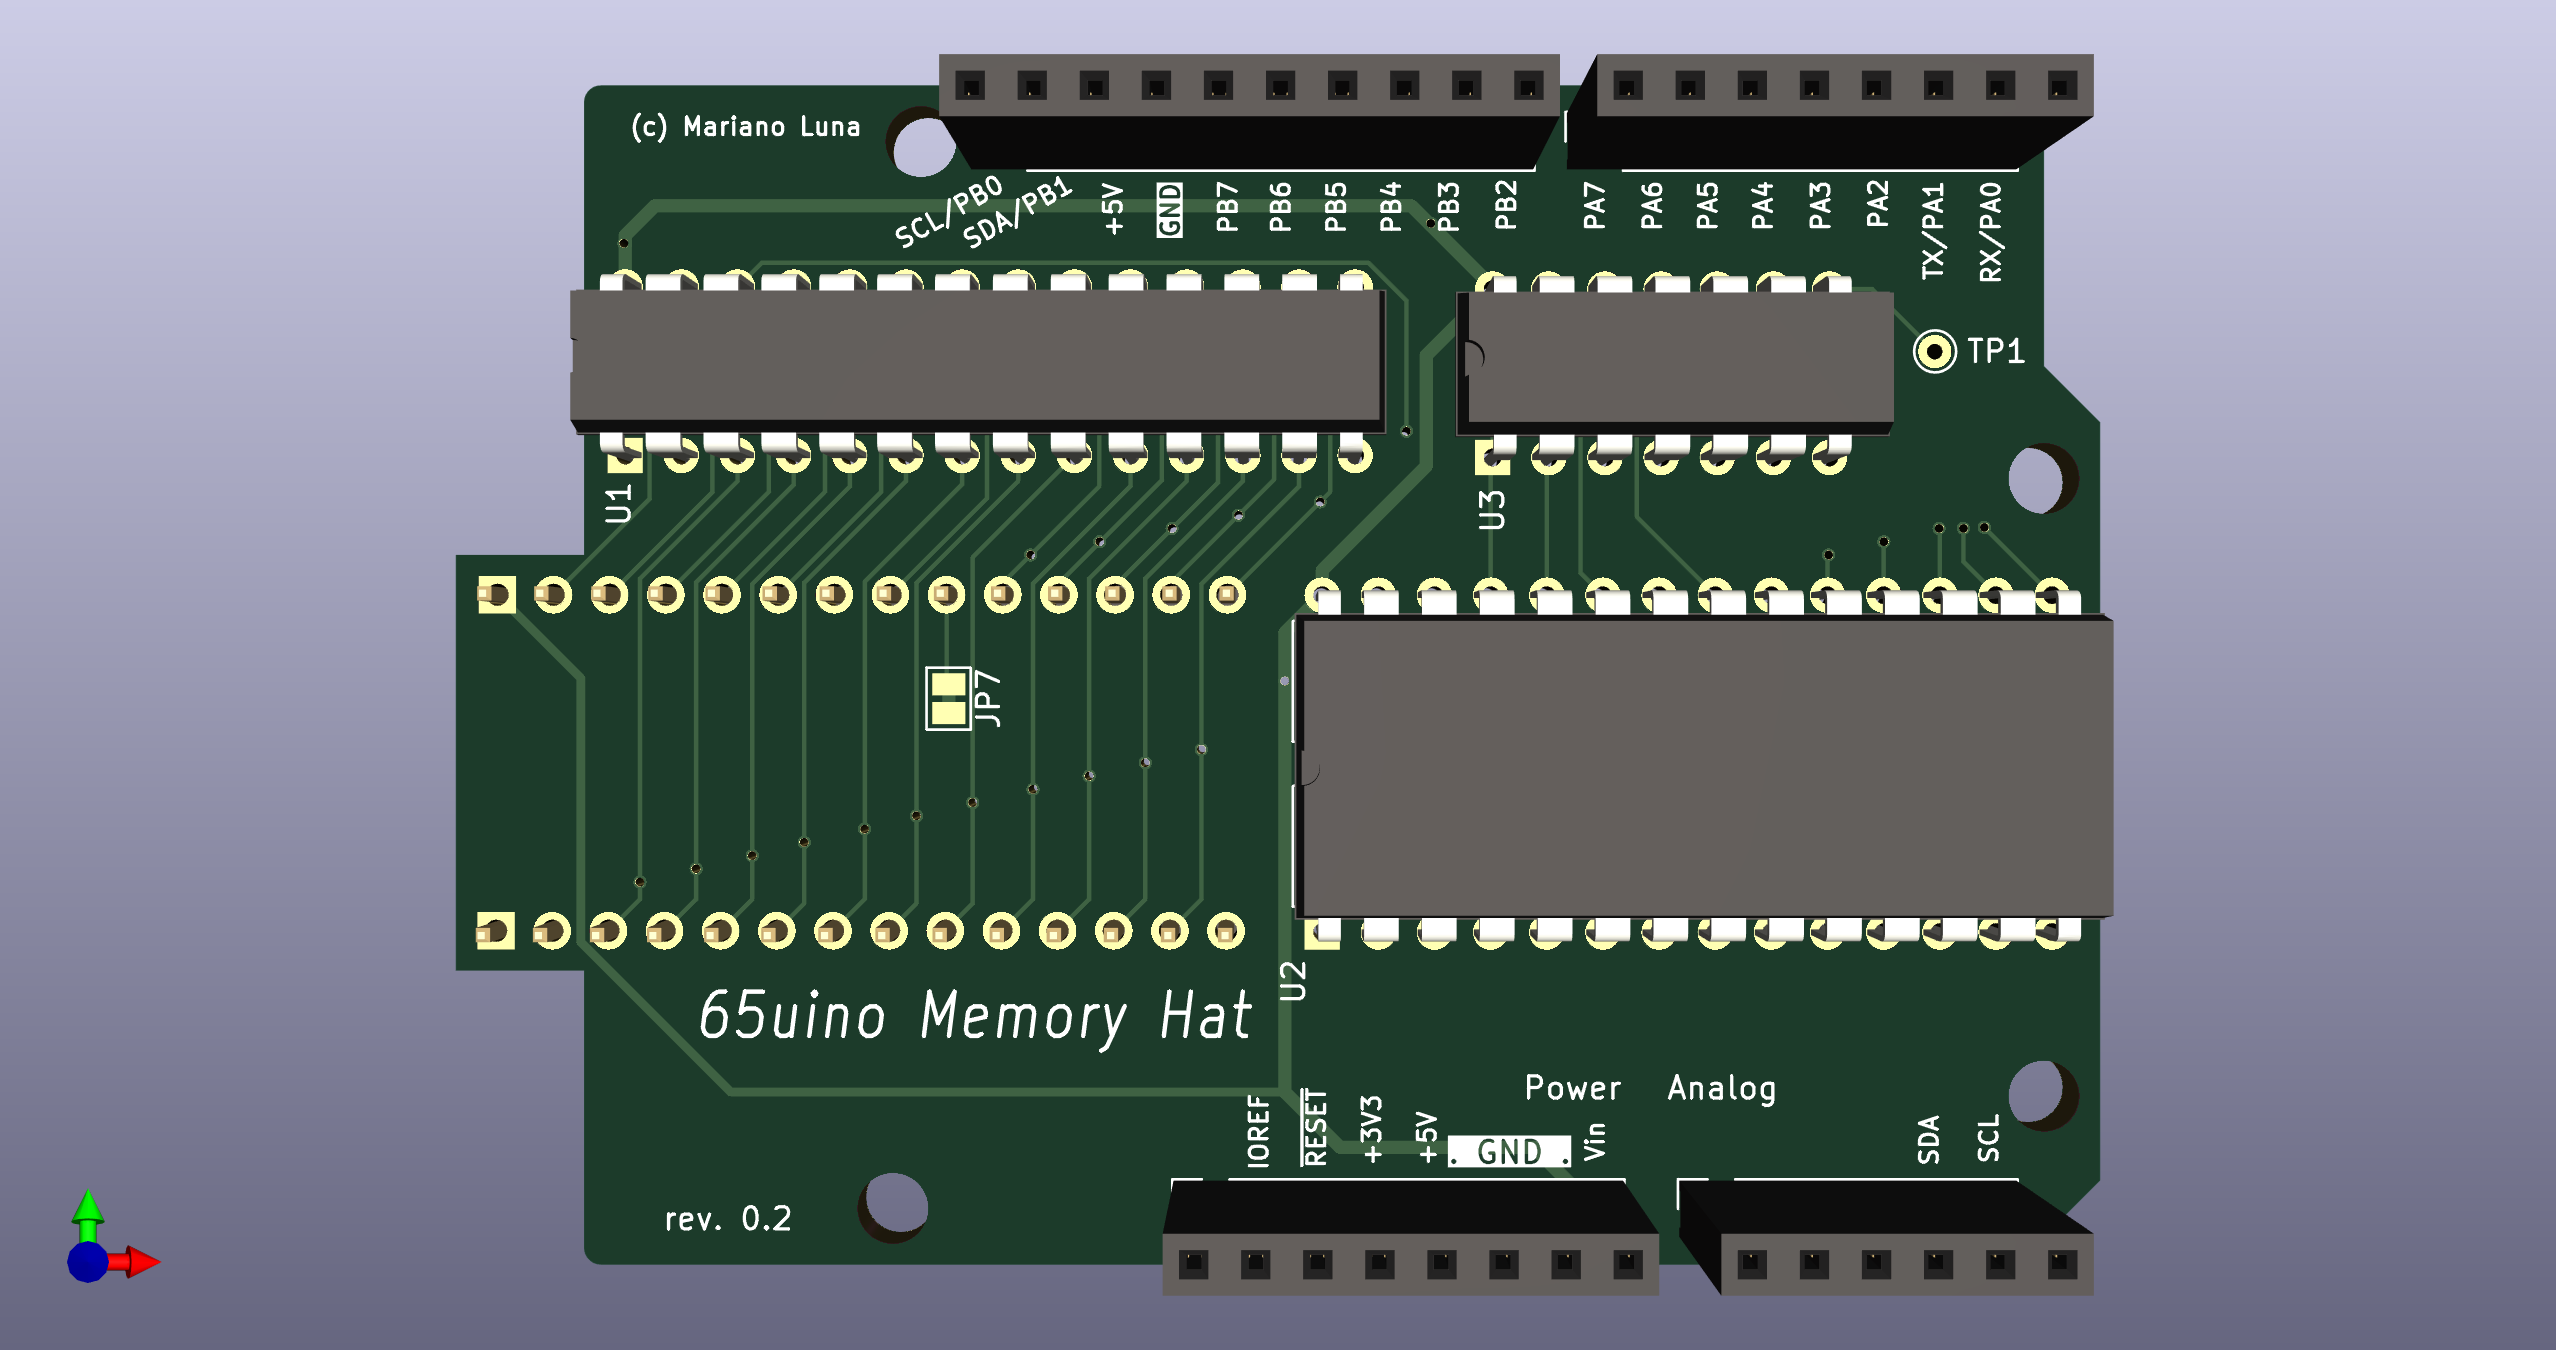 (c) Mariano Luna
SCL/PB0
SDA/PB1
+5V
GND
PB7
PB6
PB5
PB4
PB3
PB2
PA7
PA6
PA5
PA4
PA3
PA2
TX/PA1
RX/PA0
TP1
U1
U3
JP7
U2
65uino Memory Hat
Power
Analog
IOREF
RESET
+3V3
+5V
. GND .
Vin
SDA
SCL
rev. 0.2